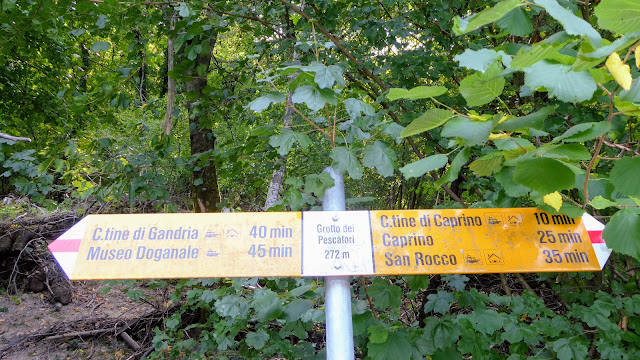 C.tine di Gandria 40 min
Museo Doganale 45 min
Grotto dei
Pescatori
272 m
C.tine di Caprino 10 min
Caprino 25 min
San Rocco 35 min